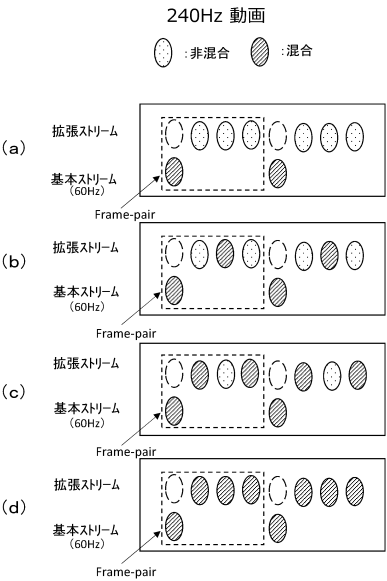 240Hz 動画
:非混合 :混合
(a)
拡張ストリーム
基本ストリーム
(60Hz)
Frame-pair
(b)
拡張ストリーム
基本ストリーム
(60Hz)
Frame-pair
(c)
拡張ストリーム
基本ストリーム
(60Hz)
Frame-pair
(d)
拡張ストリーム
基本ストリーム
(60Hz)
Frame-pair